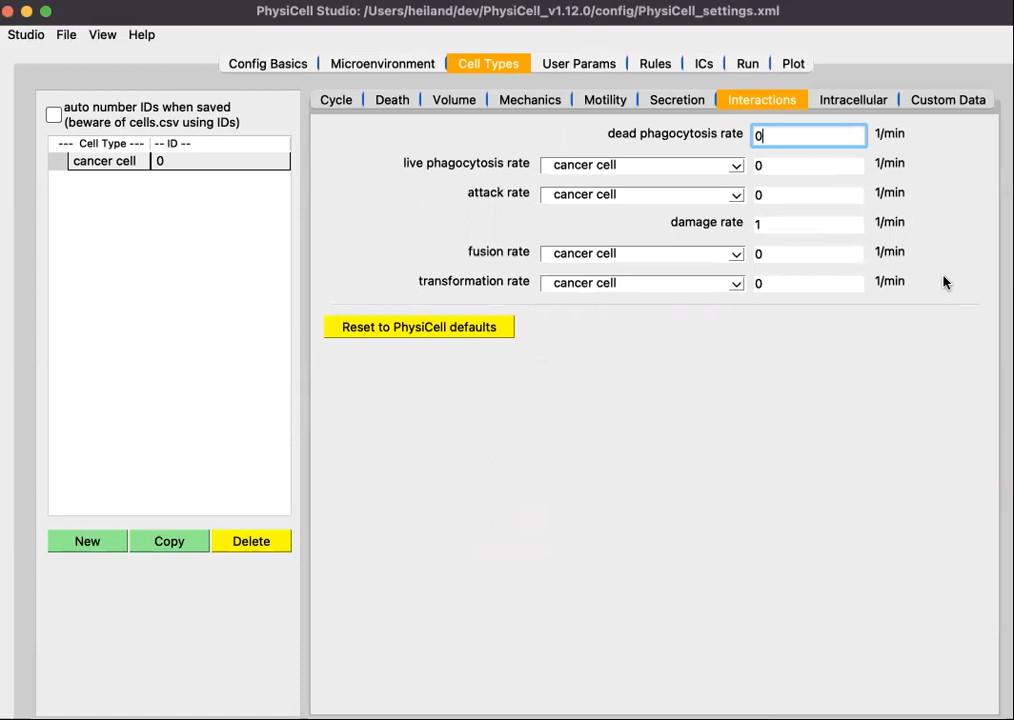 PhysiCell Studio: /Users/heiland/dev/PhysiCell_v1.12.0/config/PhysiCell_settings.xml
Studio File View Help
Config Basics Microenvironment Cell Types User Params Rules ICs Run Plot
auto number IDs when saved
(beware of cells.csv using IDs)
--- Cell Type --- -- ID --
cancer cell 0
New Copy Delete
Cycle Death Volume Mechanics Motility Secretion Interactions Intracellular Custom Data
dead phagocytosis rate 0 1/min
live phagocytosis rate cancer cell 0 1/min
attack rate cancer cell 0 1/min
damage rate 1 1/min
fusion rate cancer cell 0 1/min
transformation rate cancer cell 0 1/min
Reset to PhysiCell defaults